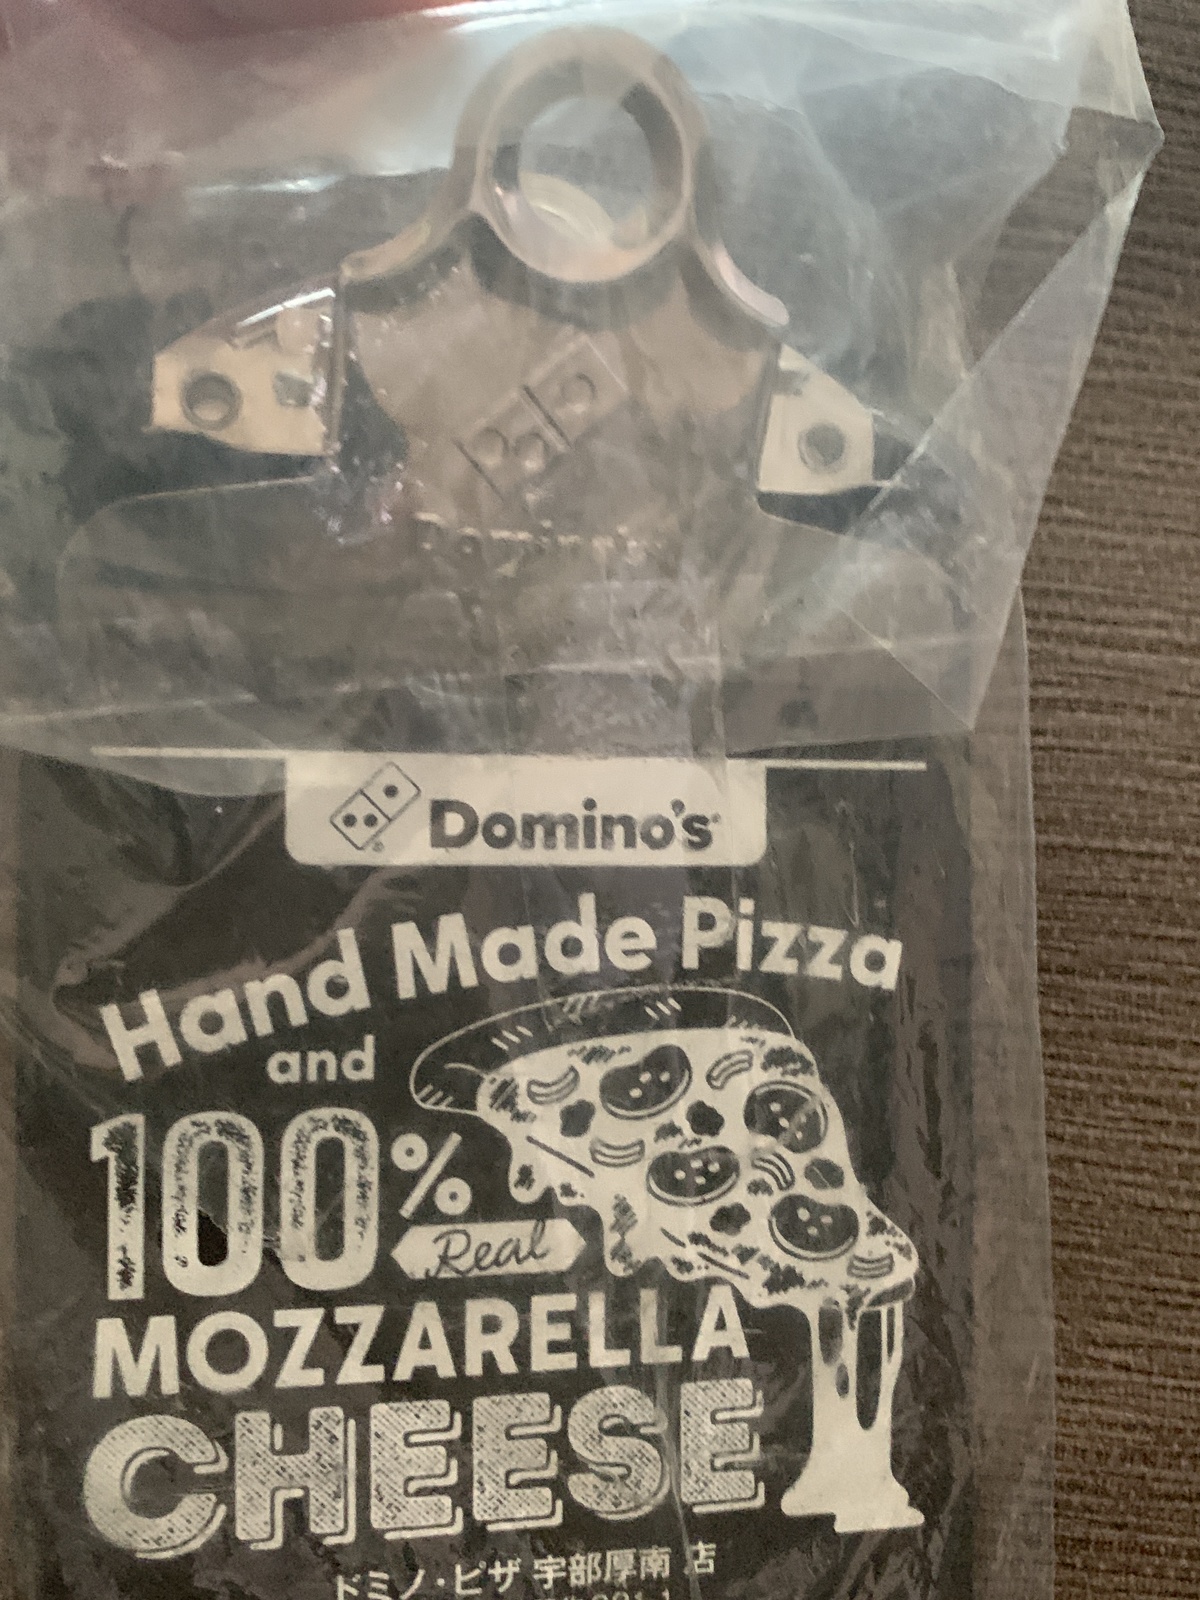 Domino's
Domino's
Hand Made Pizza
and
100%
Real
MOZZARELLA
CHEESE
ドミノ・ピザ 宇部厚南 店